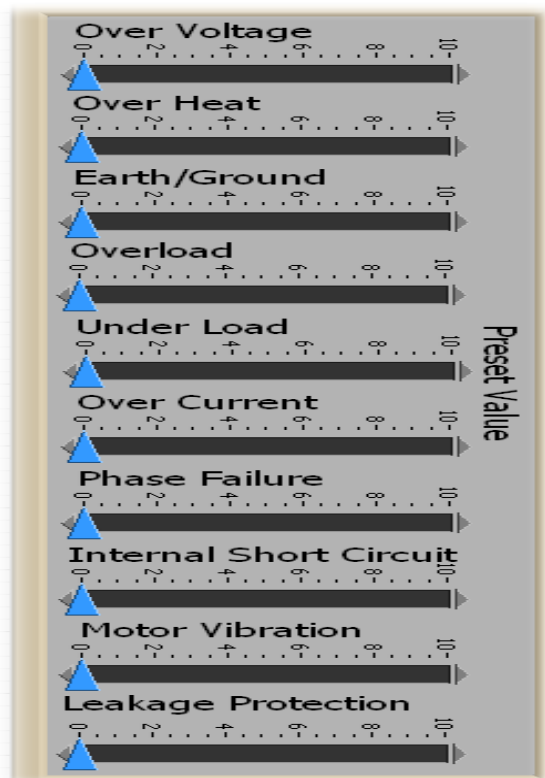 Over Voltage
0 2 4 6 8 10
Over Heat
0 2 4 6 8 10
Earth/Ground
0 2 4 6 8 10
Overload
0 2 4 6 8 10
Under Load
0 2 4 6 8 10
Over Current
0 2 4 6 8 10
Phase Failure
0 2 4 6 8 10
Internal Short Circuit
0 2 4 6 8 10
Motor Vibration
0 2 4 6 8 10
Leakage Protection
0 2 4 6 8 10
Preset Value